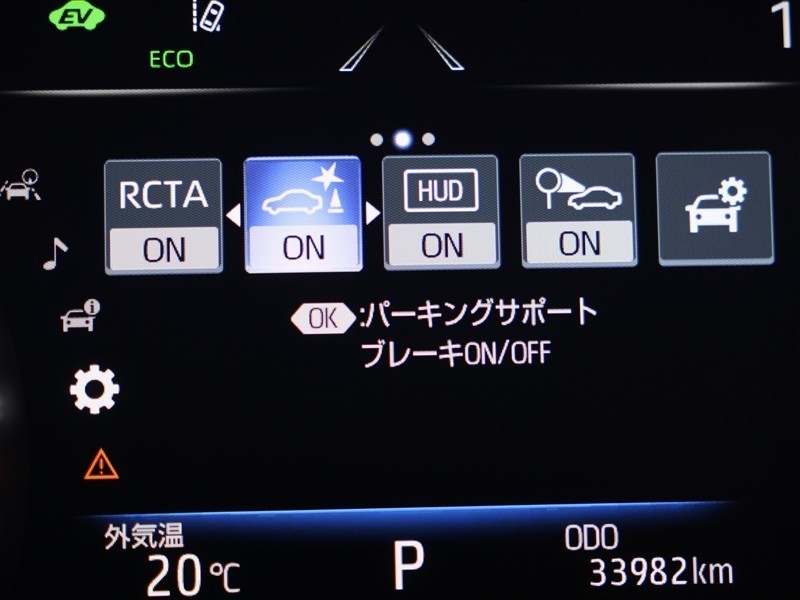 EV
ECO
1
RCTA
HUD
ON
ON
ON
ON
OK :パーキングサポート
ブレーキON/OFF
外気温
ODO
20℃
P
33982km